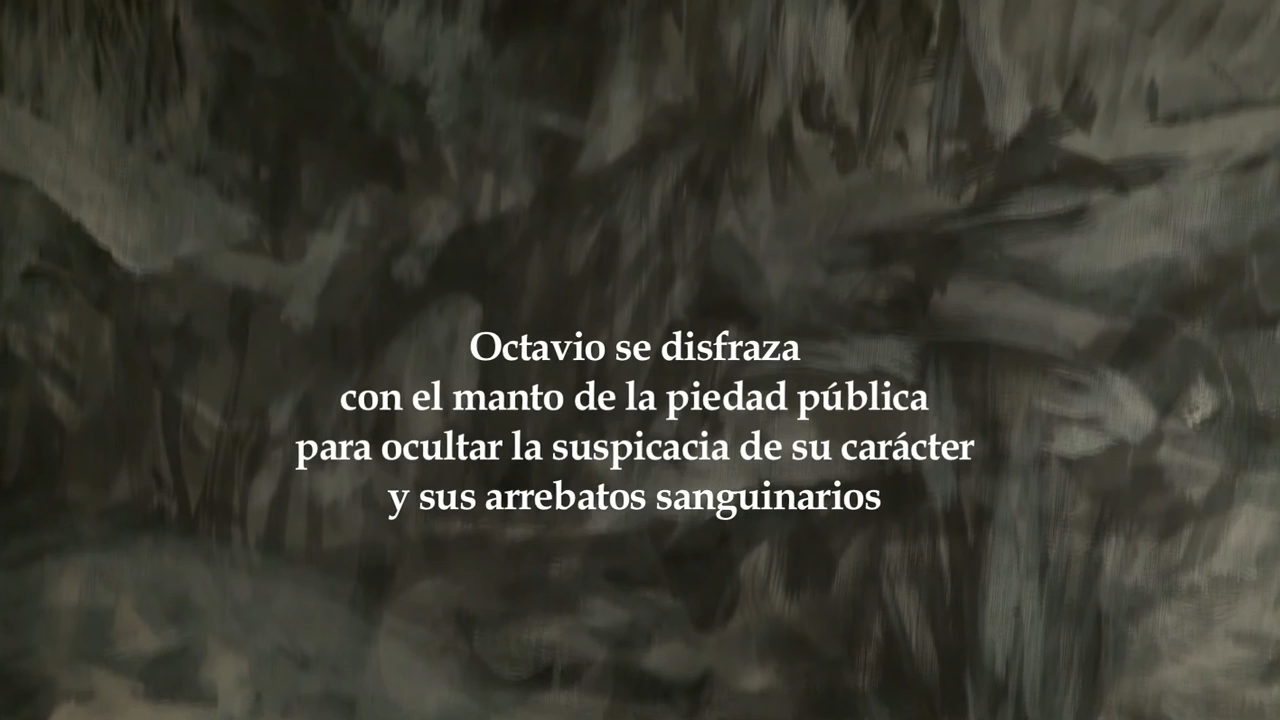 Octavio se disfraza
con el manto de la piedad pública
para ocultar la suspicacia de su carácter
y sus arrebatos sanguinarios